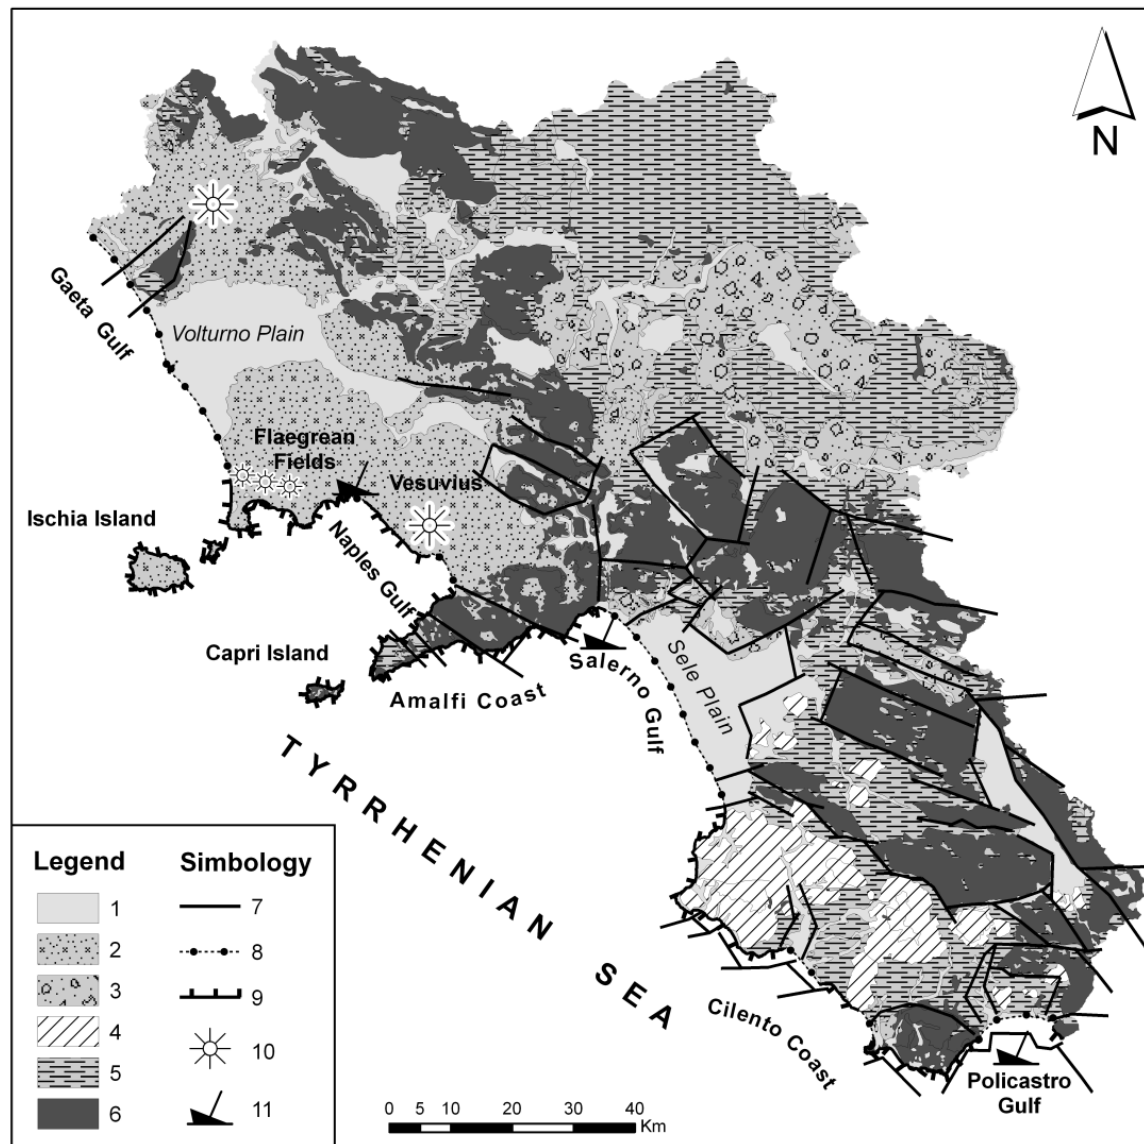 N
Gaeta Gulf
Volturno Plain
Flaegrean
Fields
Vesuvius
Ischia Island
Naples Gulf
Capri Island
Amalfi Coast
Salerno Gulf
Sele Plain
TYRRHENIAN SEA
Cilento Coast
Policastro
Gulf
Legend
1
2
3
4
5
6
Simbology
7
8
9
10
11
0 5 10 20 30 40
Km